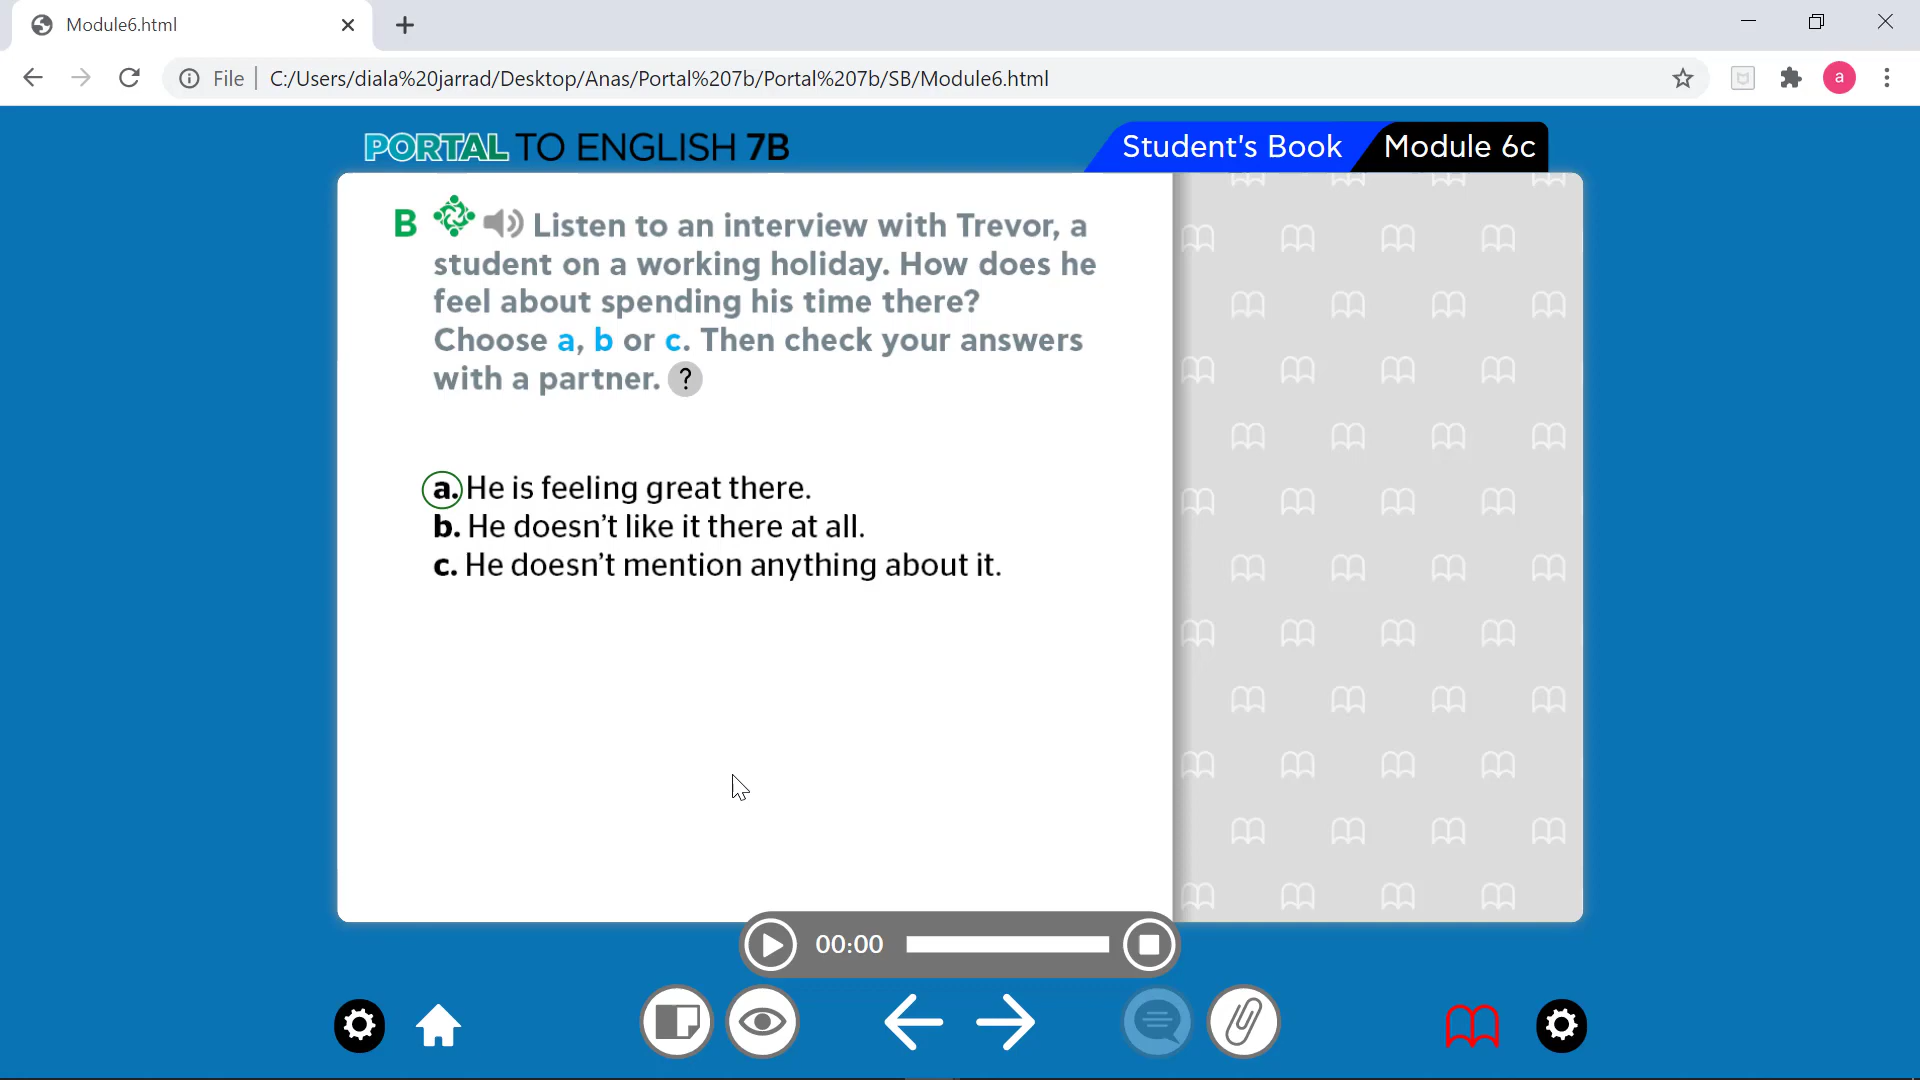 Module6.html
File
C:/Users/diala%20jarrad/Desktop/Anas/Portal%207b/Portal%207b/SB/Module6.html
a
PORTAL TO ENGLISH 7B
Student's Book
Module 6c
B Listen to an interview with Trevor, a
student on a working holiday. How does he
feel about spending his time there?
Choose a, b or c. Then check your answers
with a partner. ?
a. He is feeling great there.
b. He doesn't like it there at all.
c. He doesn't mention anything about it.
00:00